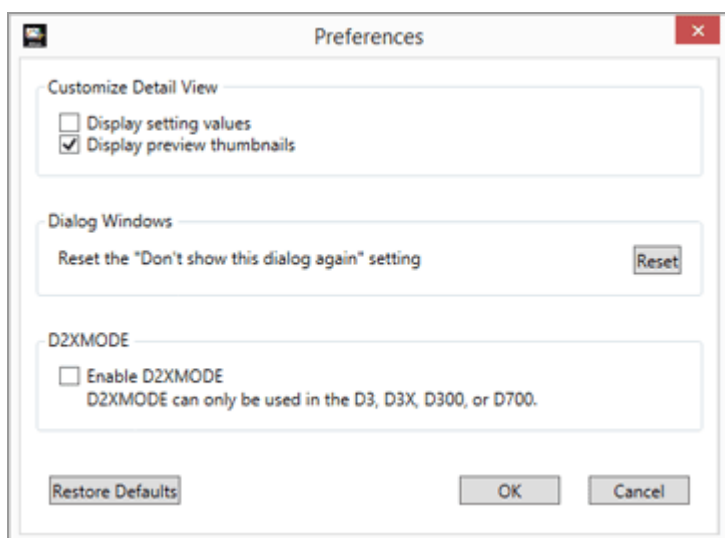 Preferences
Customize Detail View
Display setting values
Display preview thumbnails
Dialog Windows
Reset the "Don't show this dialog again" setting
Reset
D2XMODE
Enable D2XMODE
D2XMODE can only be used in the D3, D3X, D300, or D700.
Restore Defaults
OK
Cancel